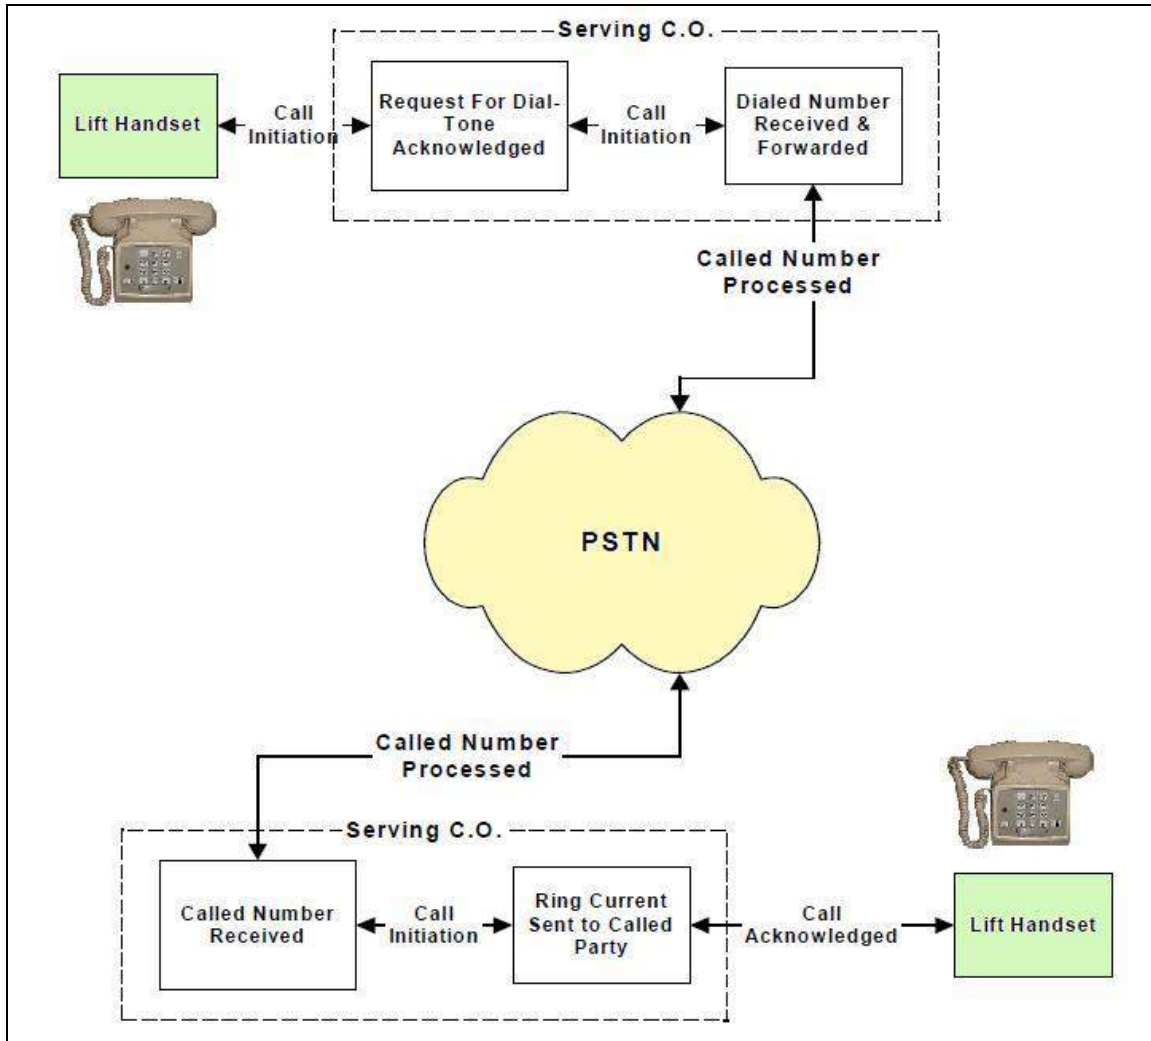 Serving C.O.
Lift Handset
Call
Initiation
Request For Dial-
Tone
Acknowledged
Call
Initiation
Dialed Number
Received &
Forwarded
Called Number
Processed
PSTN
Called Number
Processed
Serving C.O.
Called Number
Received
Call
Initiation
Ring Current
Sent to Called
Party
Call
Acknowledged
Lift Handset